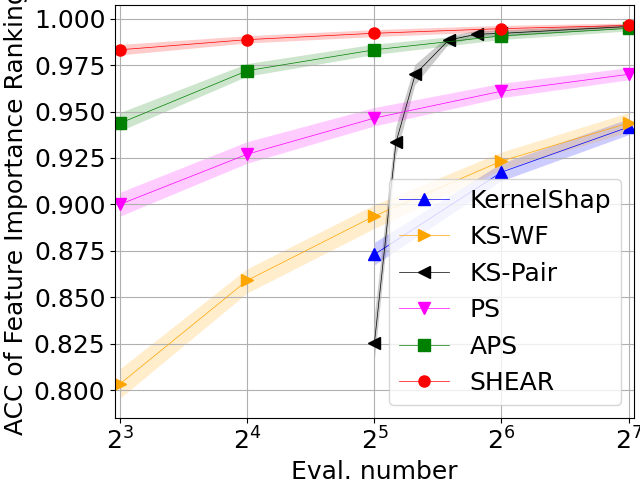 ACC of Feature Importance Ranking
1.000
0.975
0.950
0.925
0.900
0.875
0.850
0.825
0.800
KernelShap
KS-WF
KS-Pair
PS
APS
SHEAR
2³ 2⁴ 2⁵ 2⁶ 2⁷
Eval. number